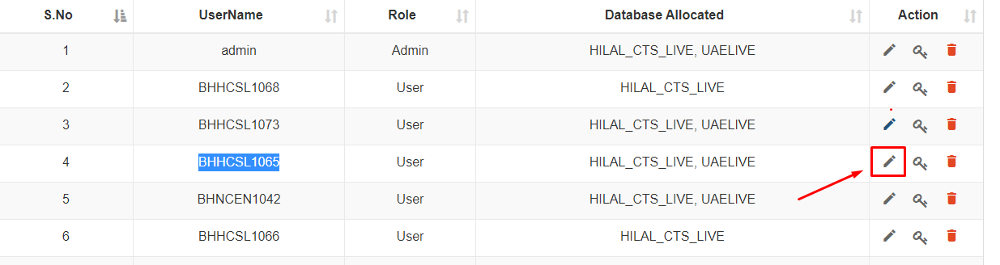 S.No UserName Role Database Allocated Action
1 admin Admin HILAL_CTS_LIVE, UAELIVE
2 BHHCSL1068 User HILAL_CTS_LIVE
3 BHHCSL1073 User HILAL_CTS_LIVE, UAELIVE
4 BHHCSL1065 User HILAL_CTS_LIVE, UAELIVE
5 BHNCEN1042 User HILAL_CTS_LIVE, UAELIVE
6 BHHCSL1066 User HILAL_CTS_LIVE